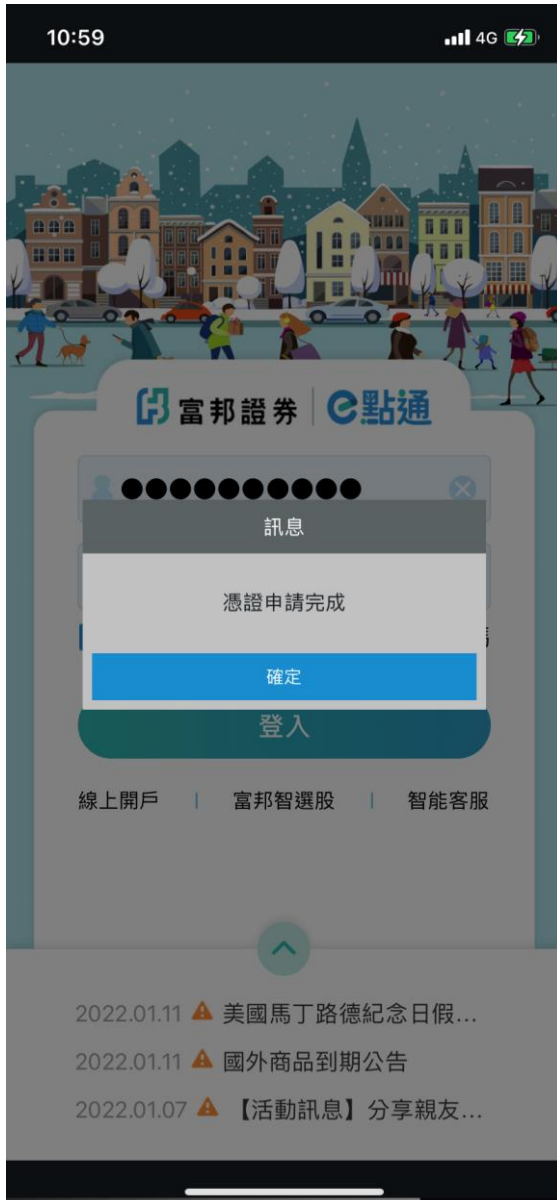 10:59
4G
富邦證券 e點通
訊息
憑證申請完成
確定
登入
線上開戶 | 富邦智選股 | 智能客服
2022.01.11 美國馬丁路德紀念日假...
2022.01.11 國外商品到期公告
2022.01.07 【活動訊息】分享親友...